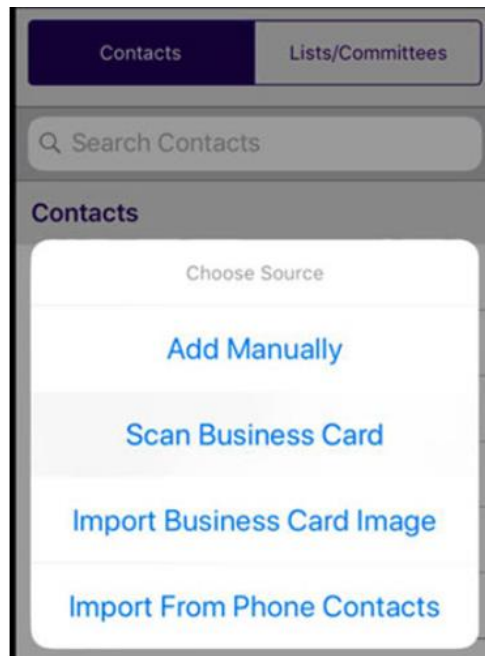 Contacts
Lists/Committees
Search Contacts
Contacts
Choose Source
Add Manually
Scan Business Card
Import Business Card Image
Import From Phone Contacts